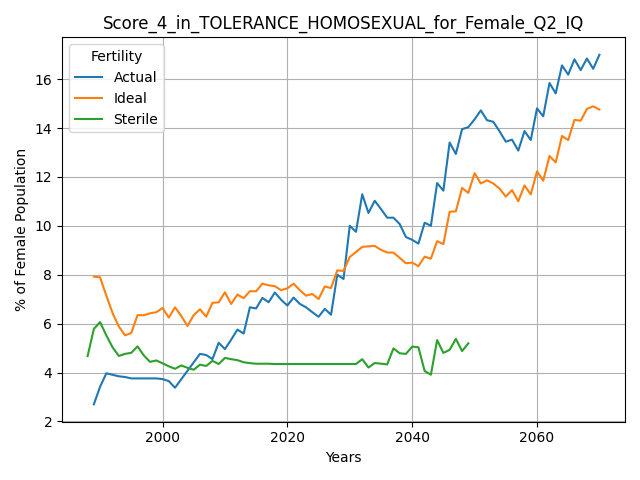 Score_4_in_TOLERANCE_HOMOSEXUAL_for_Female_Q2_IQ
Fertility
Actual
Ideal
Sterile
% of Female Population
16
14
12
10
8
6
4
2
2000 2020 2040 2060
Years